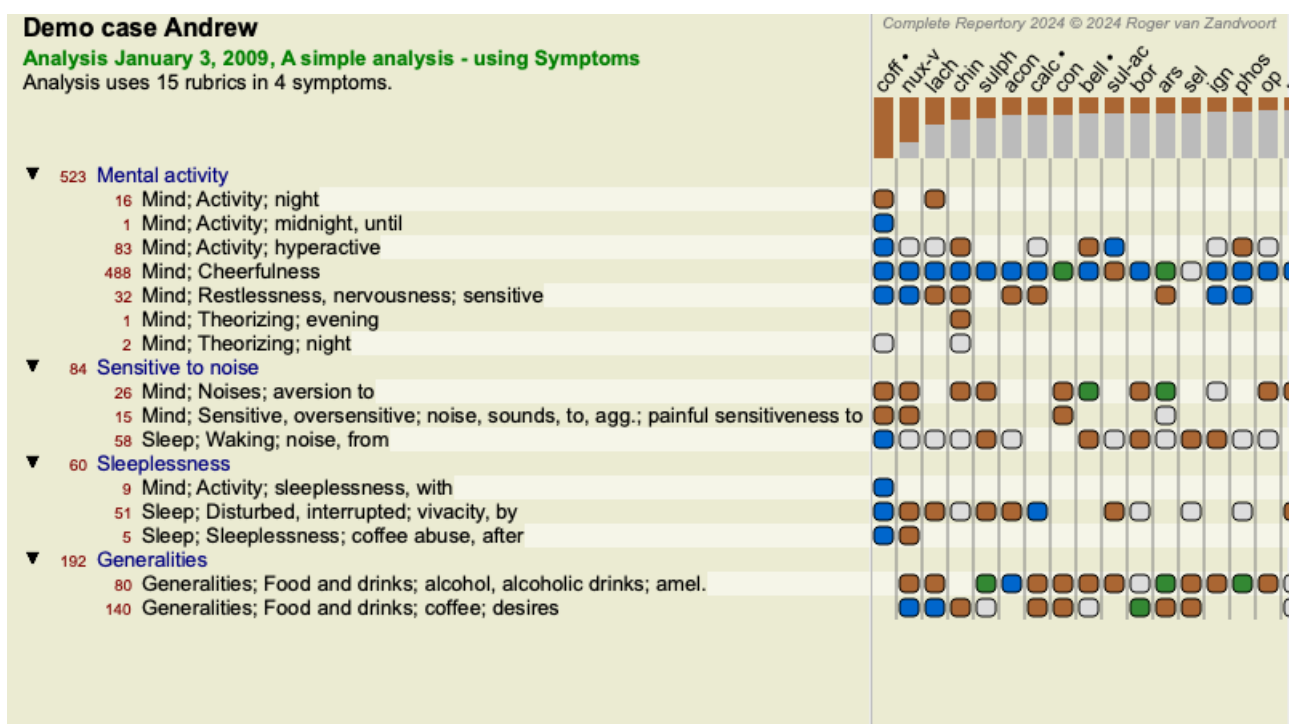 Demo case Andrew
Complete Repertory 2024 © 2024 Roger van Zandvoort
Analysis January 3, 2009, A simple analysis - using Symptoms
Analysis uses 15 rubrics in 4 symptoms.
coff • nux-v lach chin sulph acon calc • con bell • sul-ac bor ars sel ign phos op
▼ 523 Mental activity
16 Mind; Activity; night
1 Mind; Activity; midnight, until
83 Mind; Activity; hyperactive
488 Mind; Cheerfulness
32 Mind; Restlessness, nervousness; sensitive
1 Mind; Theorizing; evening
2 Mind; Theorizing; night
▼ 84 Sensitive to noise
26 Mind; Noises; aversion to
15 Mind; Sensitive, oversensitive; noise, sounds, to, agg.; painful sensitiveness to
58 Sleep; Waking; noise, from
▼ 60 Sleeplessness
9 Mind; Activity; sleeplessness, with
51 Sleep; Disturbed, interrupted; vivacity, by
5 Sleep; Sleeplessness; coffee abuse, after
▼ 192 Generalities
80 Generalities; Food and drinks; alcohol, alcoholic drinks; amel.
140 Generalities; Food and drinks; coffee; desires